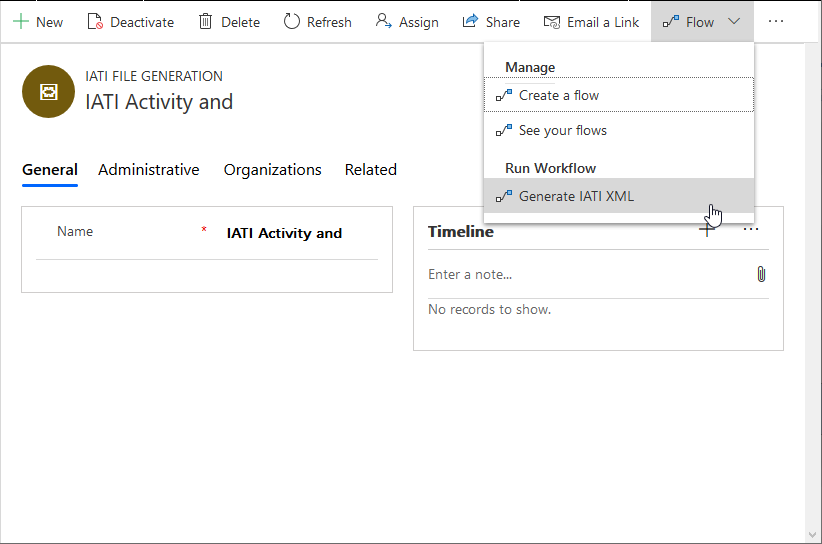 New Deactivate Delete Refresh Assign Share Email a Link Flow
IATI FILE GENERATION
IATI Activity and
Manage
Create a flow
See your flows
Run Workflow
Generate IATI XML
General Administrative Organizations Related
Name * IATI Activity and
Timeline
Enter a note...
No records to show.